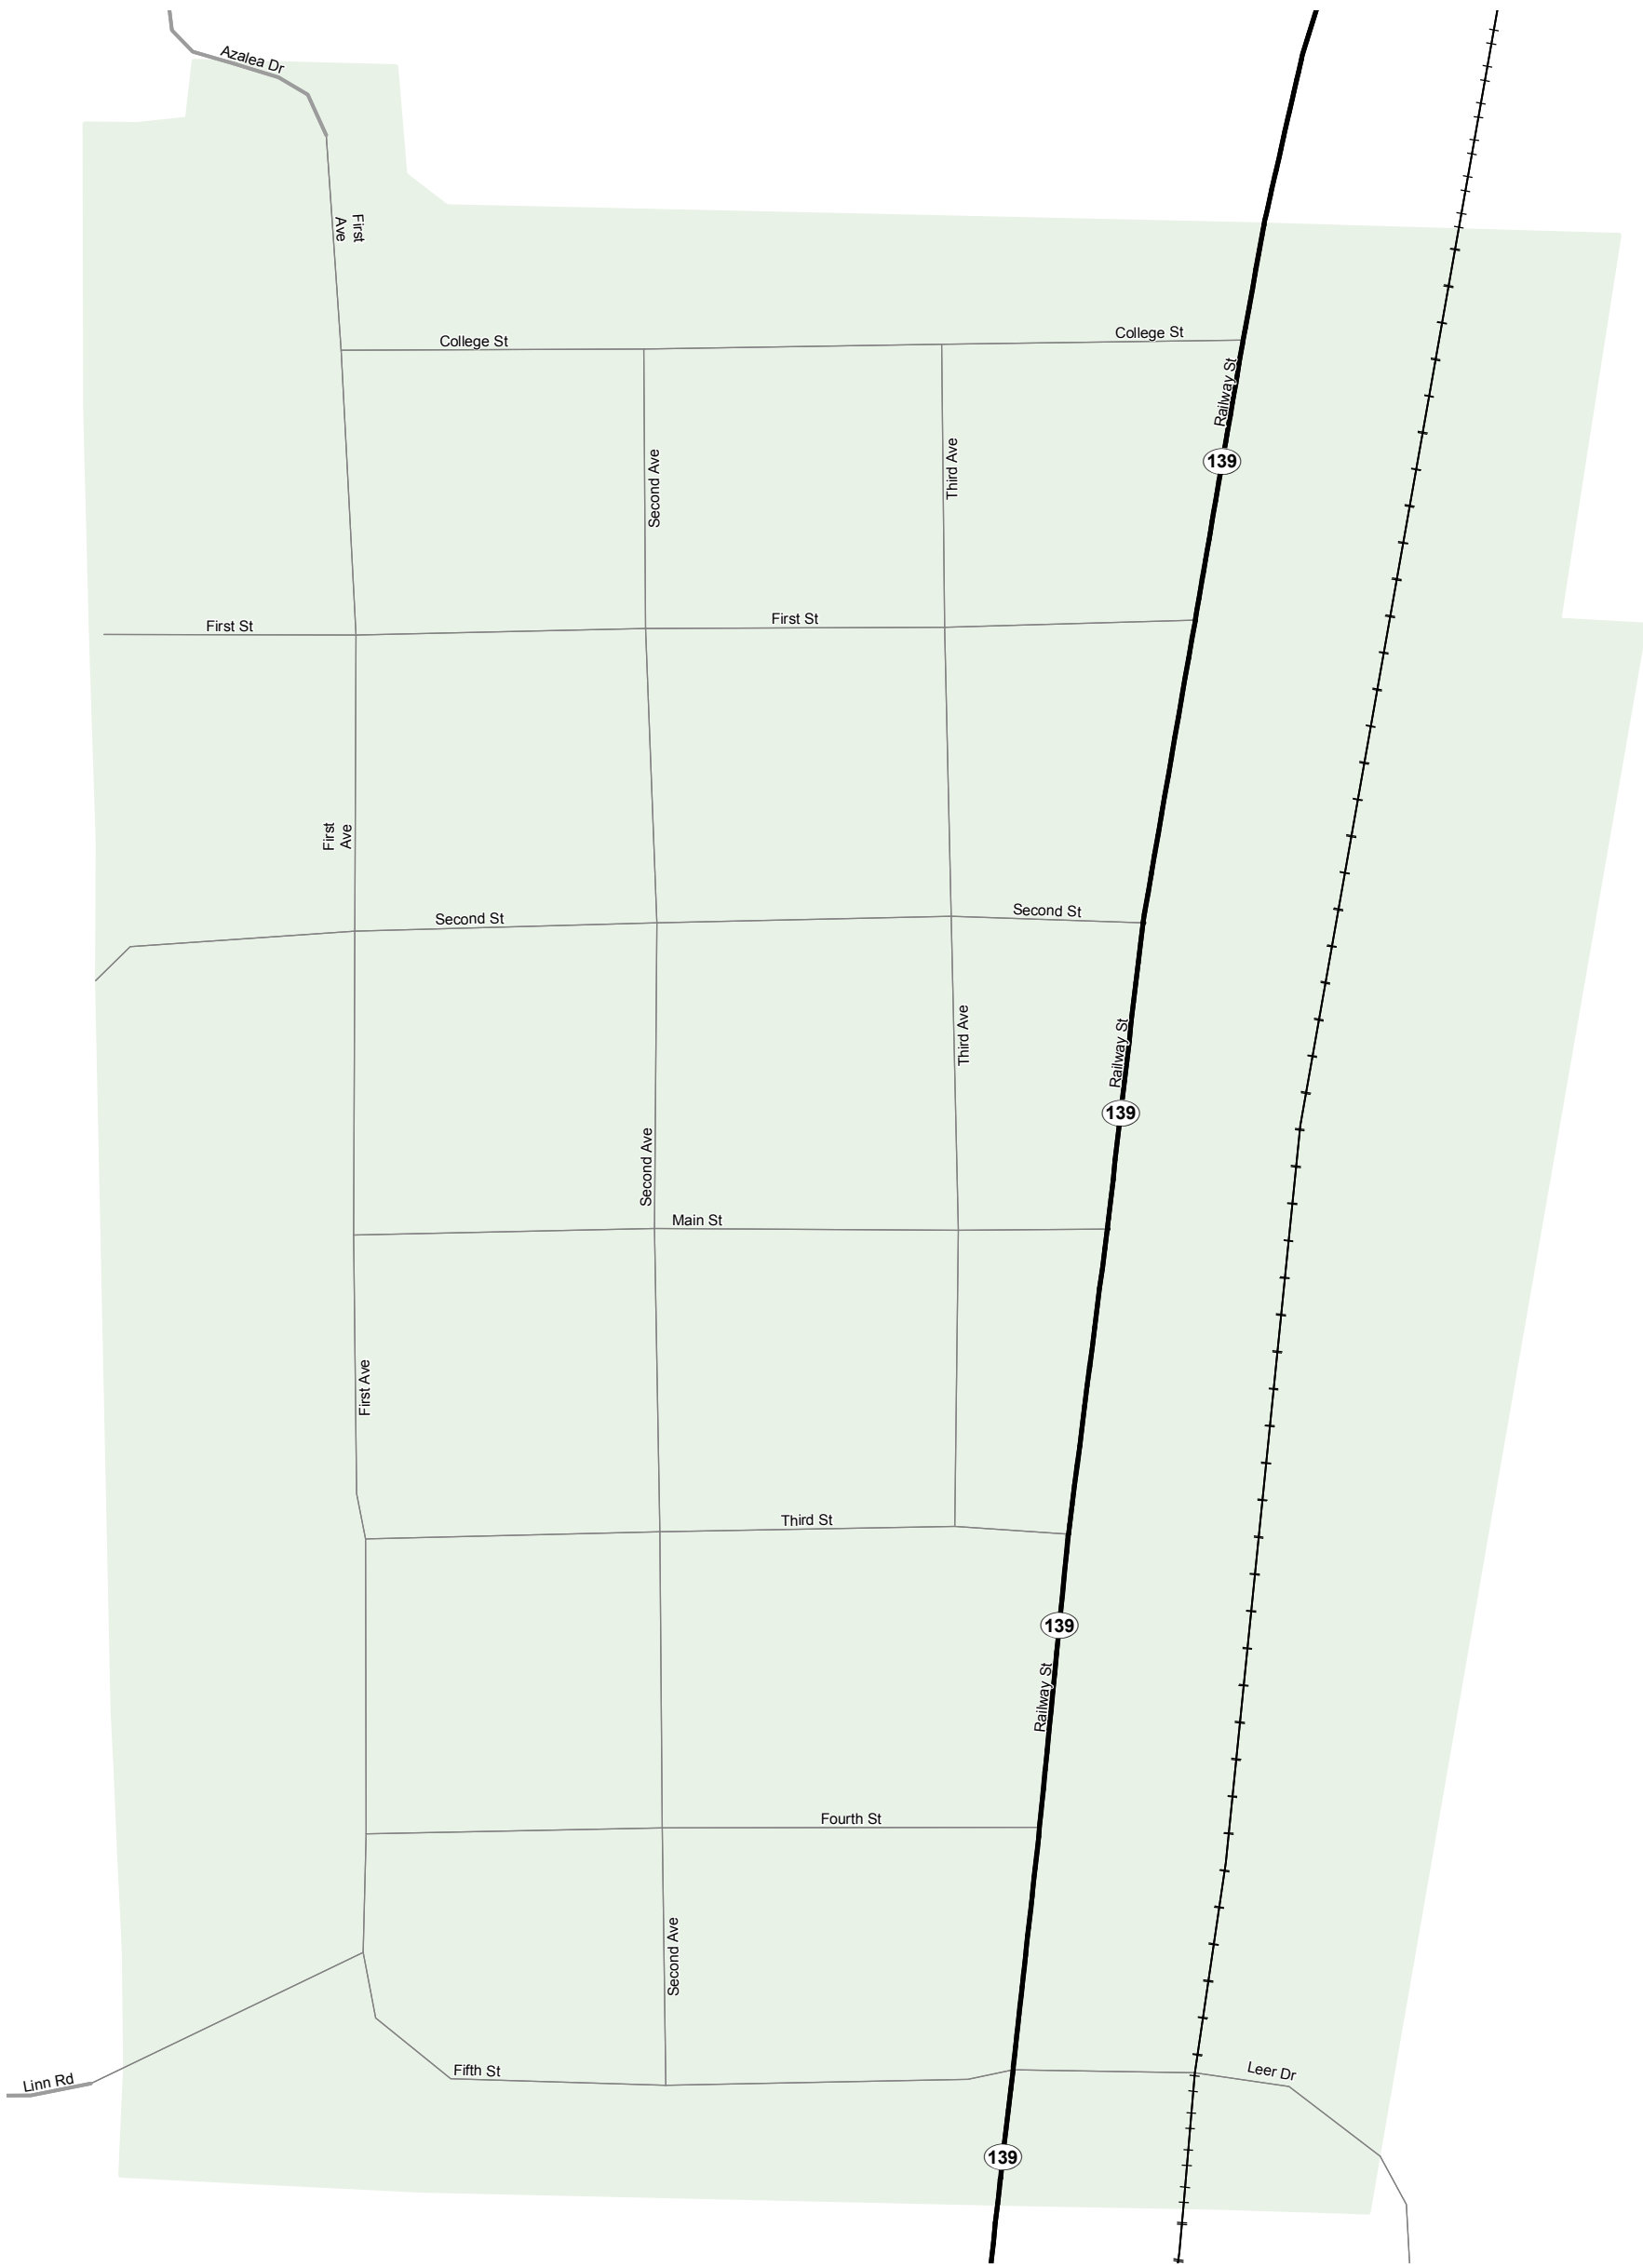 Azalea Dr
First
Ave
College St
College St
Railway St
139
Second Ave
Third Ave
First St
First St
First
Ave
Second St
Second St
Third Ave
Railway St
139
Second Ave
Main St
First Ave
Third St
139
Railway St
Fourth St
Second Ave
Fifth St
Leer Dr
Linn Rd
139